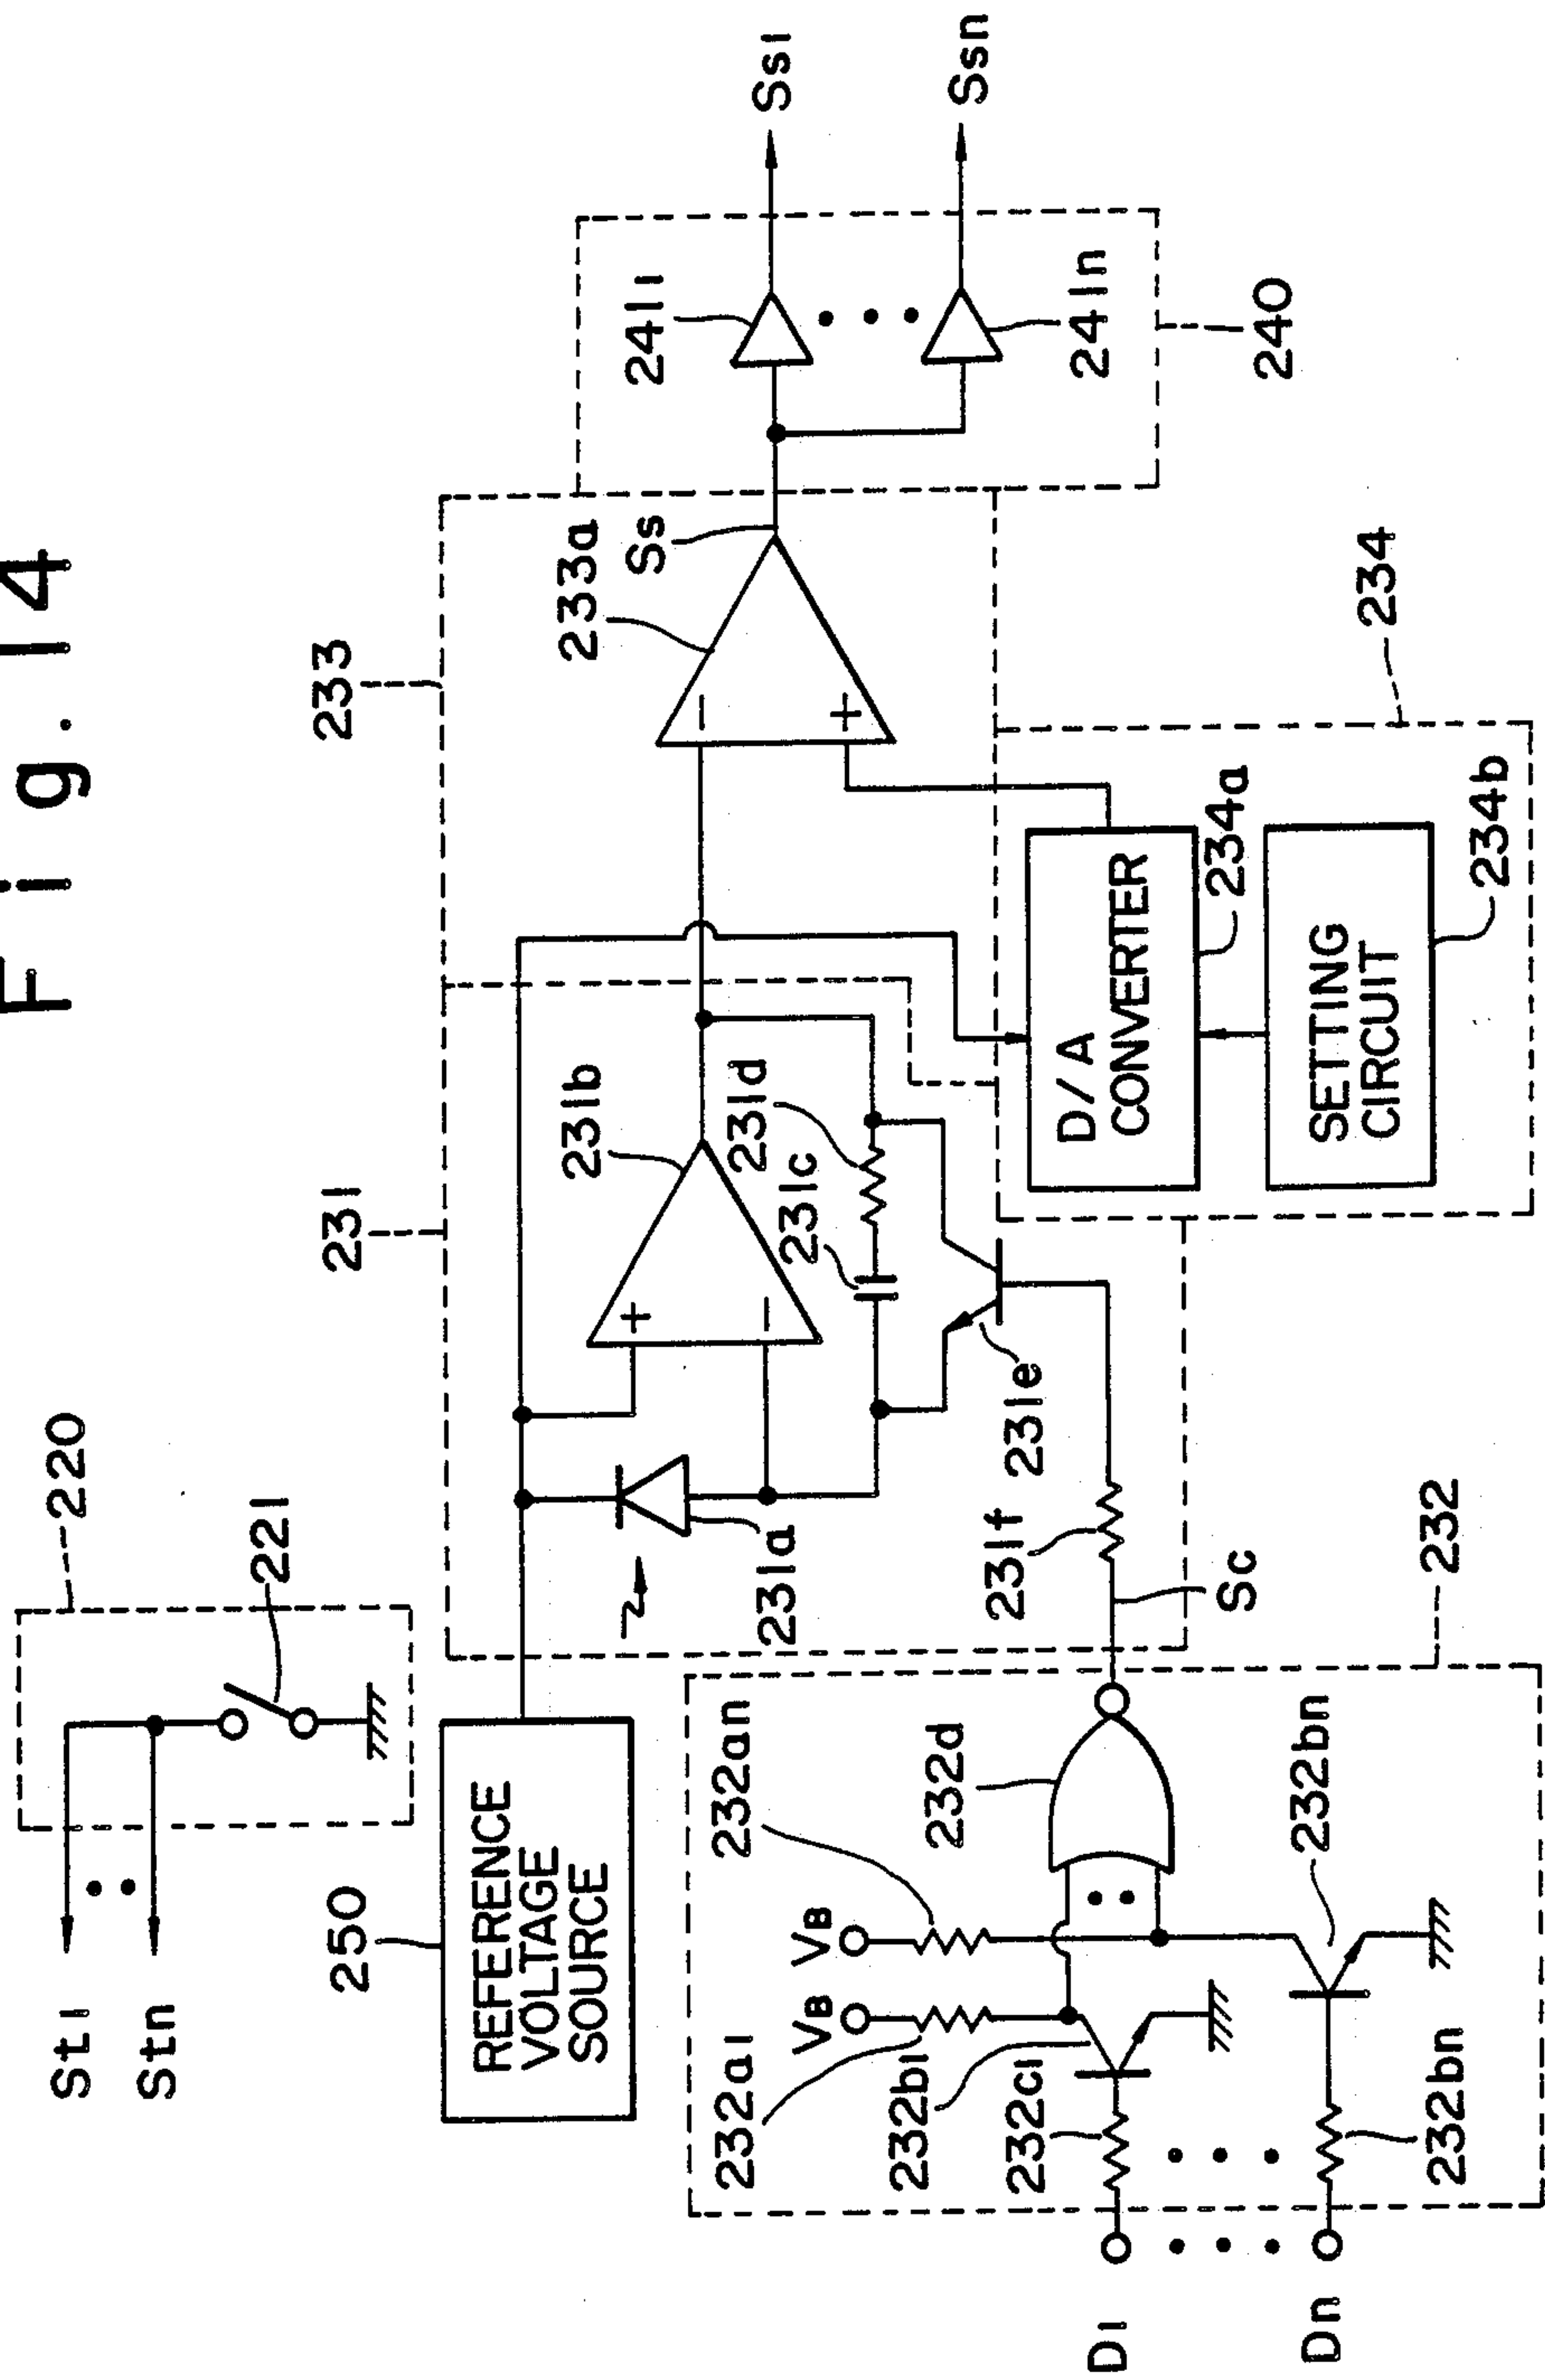 Fig. 14
220
St1
Stn
221
250
REFERENCE
VOLTAGE
SOURCE
231
233
231b
231a
231d
231c
231e
231f
Sc
+
−
233a
−
+
Ss
2411
241n
Ss1
Ssn
240
D/A
CONVERTER
234a
SETTING
CIRCUIT
234b
234
232an
VB
VB
232a1
232b1
232c1
232d
232bn
232bn
232
D1
Dn